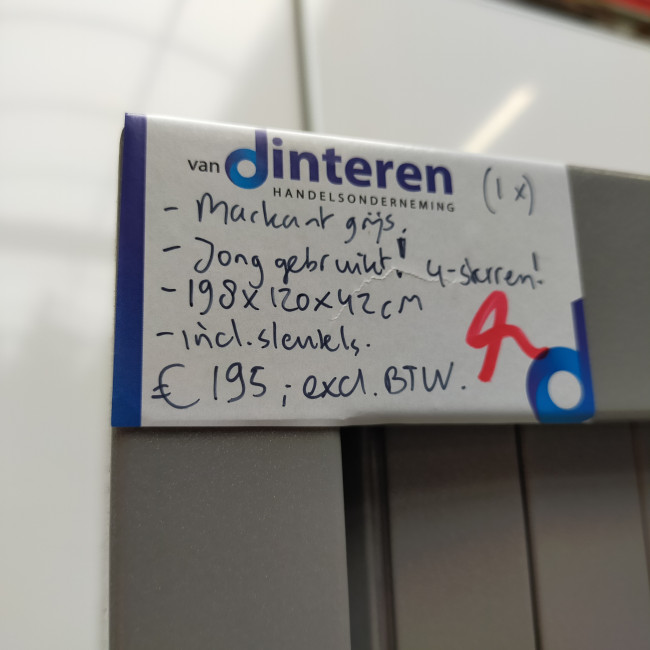 van dinteren (1x)
HANDELSONDERNEMING
- Markant grijs.
- Jong gebruikt! 4-sterren!
- 198x120x42cm
- incl. sleutels.
€ 195; excl. BTW.